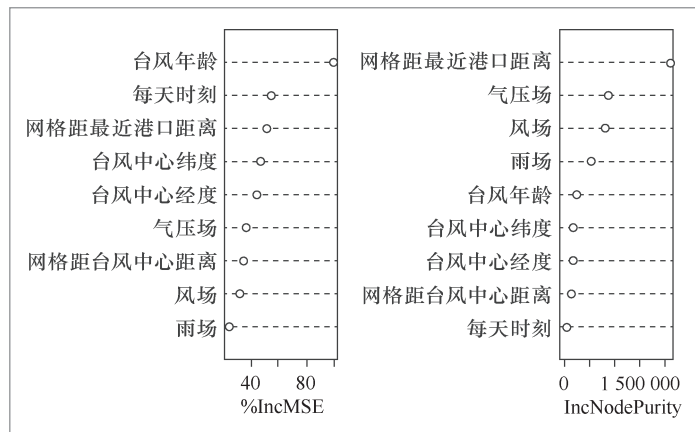 台风年龄
每天时刻
网格距最近港口距离
台风中心纬度
台风中心经度
气压场
网格距台风中心距离
风场
雨场
40 80
%IncMSE
网格距最近港口距离
气压场
风场
雨场
台风年龄
台风中心纬度
台风中心经度
网格距台风中心距离
每天时刻
0 1 500 000
IncNodePurity